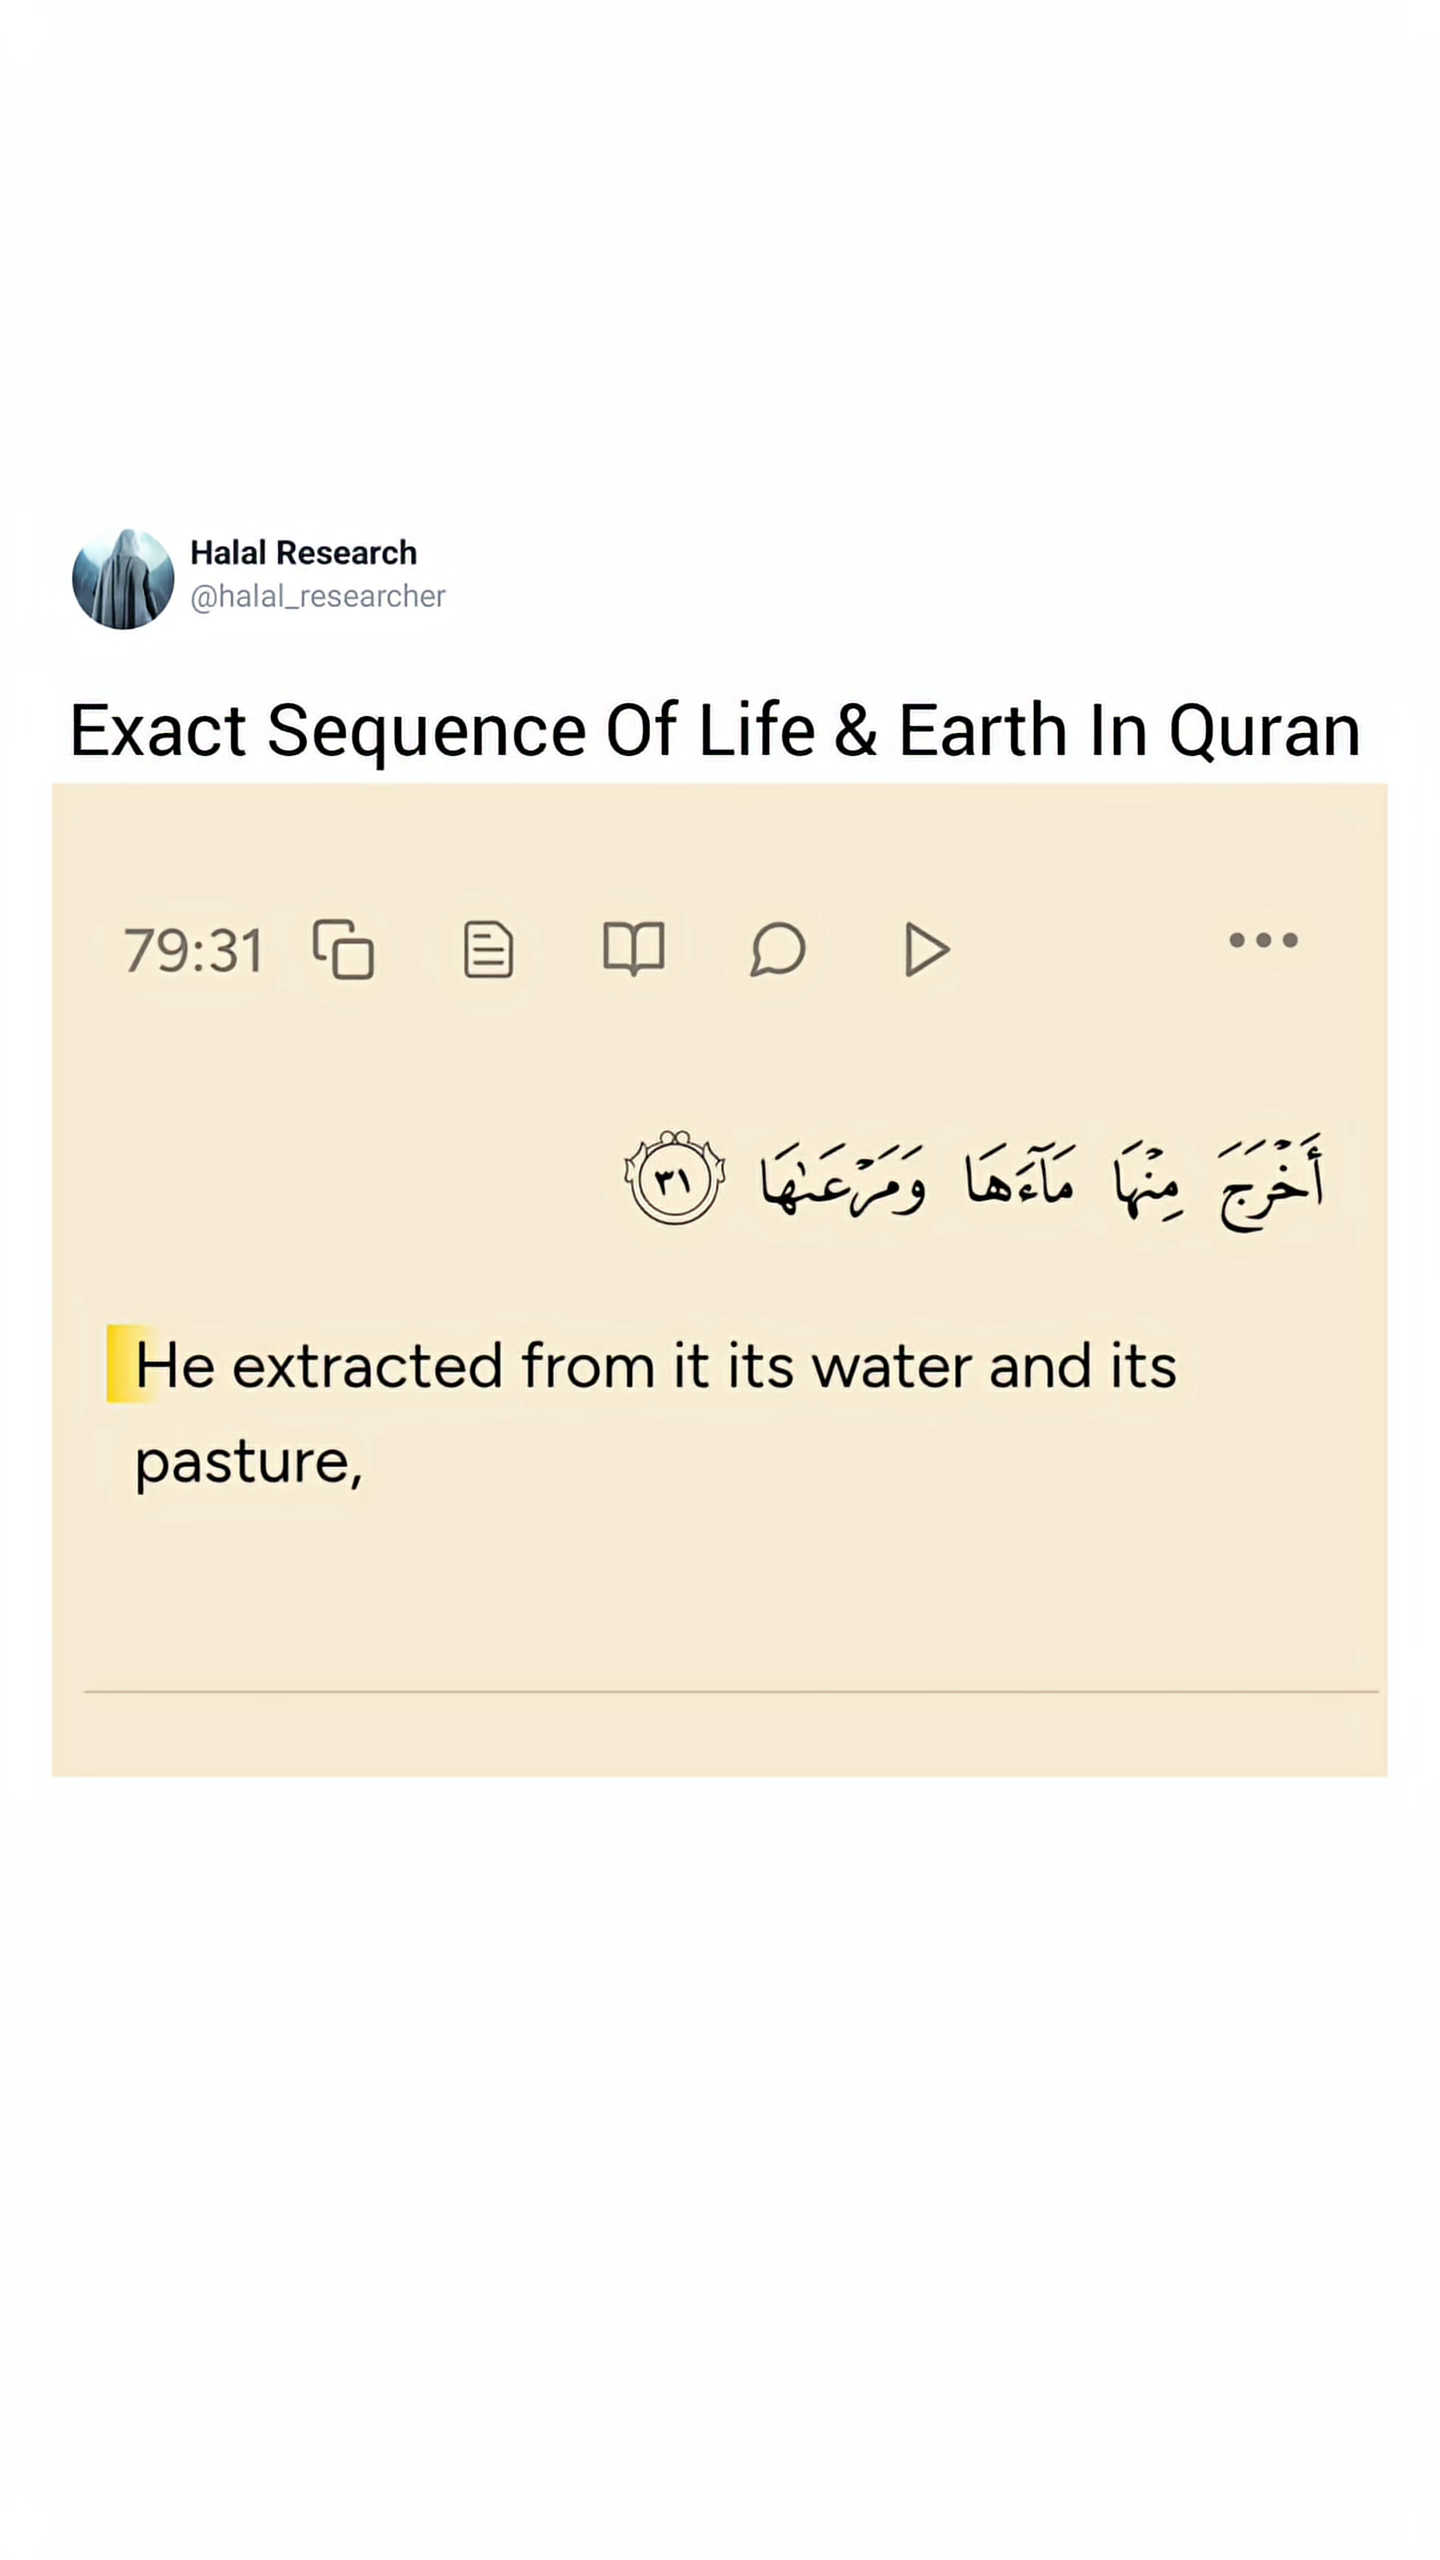 Halal Research
@halal_researcher
Exact Sequence Of Life & Earth In Quran
79:31
أَخْرَجَ مِنْهَا مَآءَهَا وَمَرْعَىٰهَا ٣١
He extracted from it its water and its
pasture,